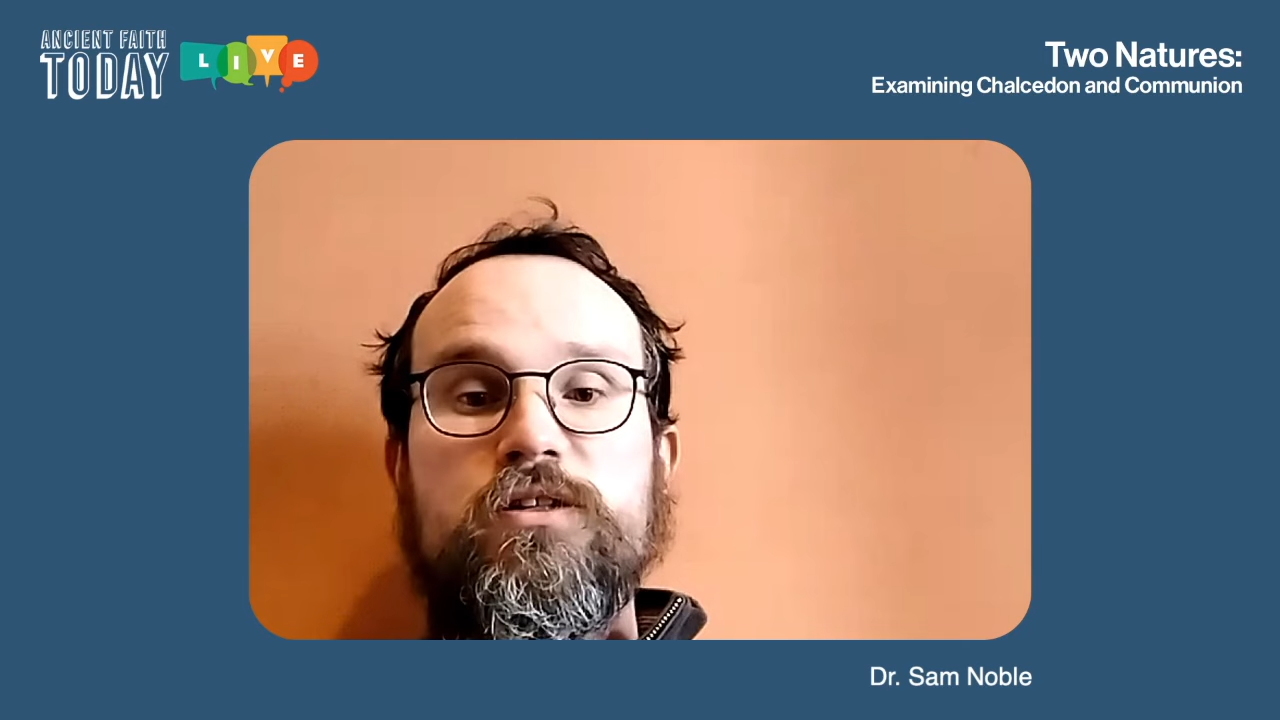 ANCIENT FAITH
TODAY
LIVE
Two Natures:
Examining Chalcedon and Communion
Dr. Sam Noble